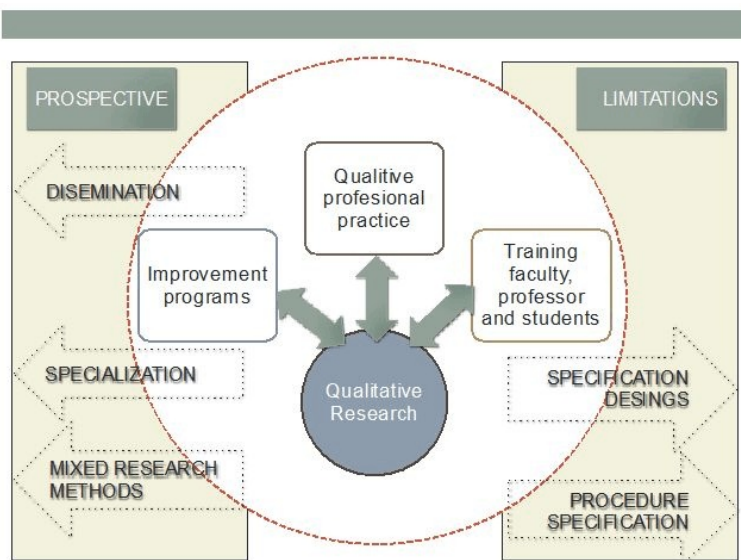 PROSPECTIVE
LIMITATIONS
DISEMINATION
Qualitive
profesional
practice
Improvement
programs
Training
faculty,
professor
and students
SPECIALIZATION
Qualitative
Research
SPECIFICATION
DESINGS
MIXED RESEARCH
METHODS
PROCEDURE
SPECIFICATION